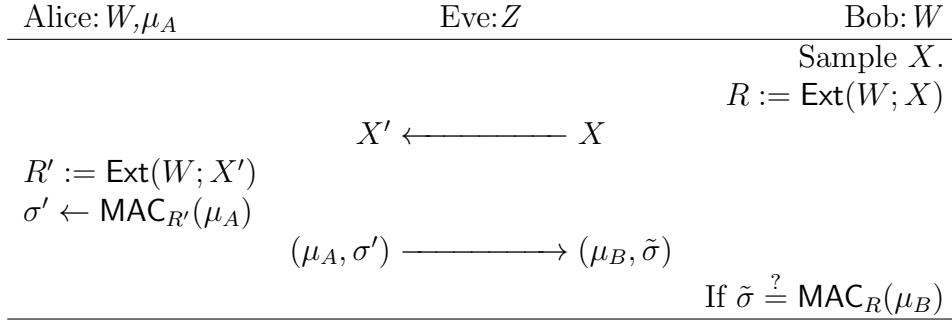 Alice: W,μ_A Eve:Z Bob:W
Sample X.
R := Ext(W; X)
X′ ← X
R′ := Ext(W; X′)
σ′ ← MAC_{R′}(μ_A)
(μ_A, σ′) → (μ_B, σ̃)
If σ̃ ≟ MAC_R(μ_B)